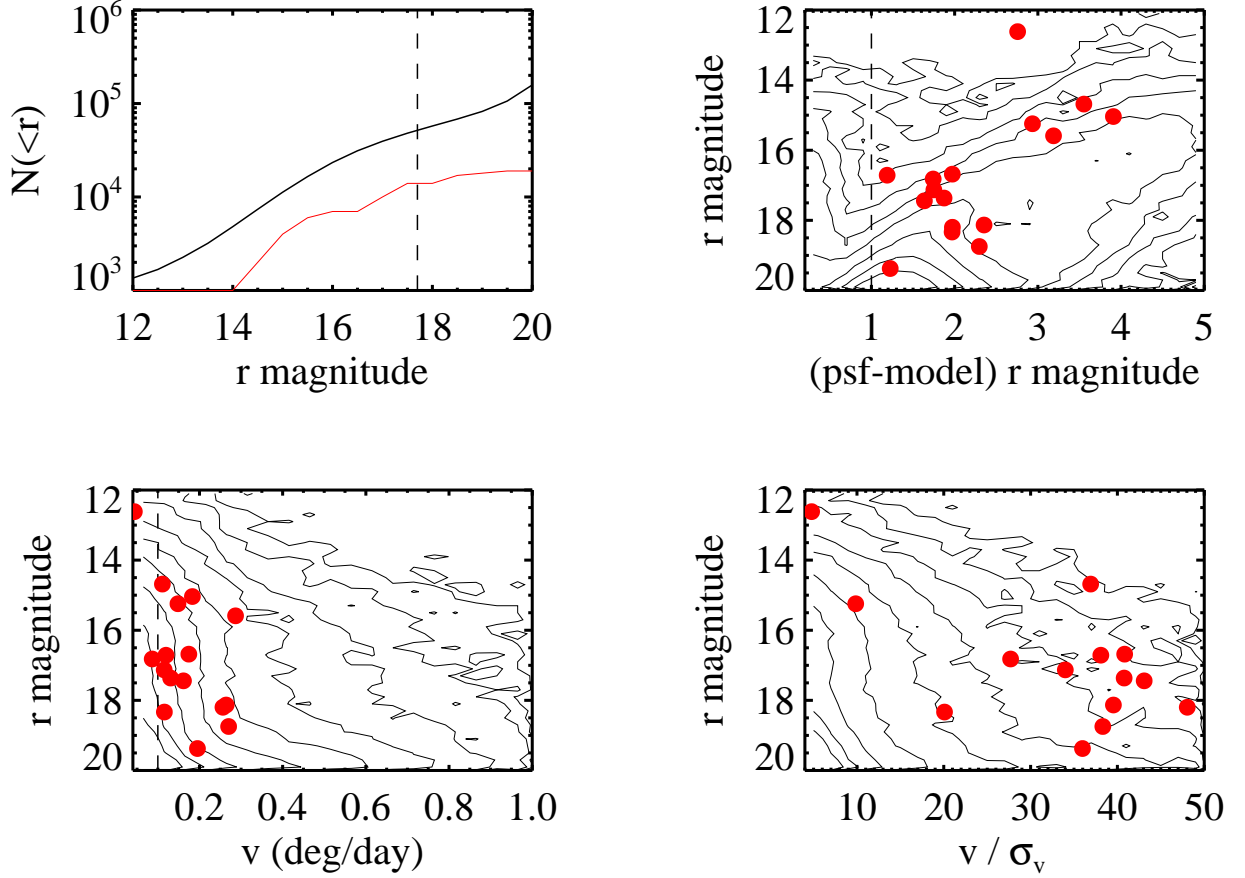 10^6
10^5
10^4
10^3
N(<r)
12 14 16 18 20
r magnitude
12
14
16
18
20
r magnitude
1 2 3 4 5
(psf-model) r magnitude
12
14
16
18
20
r magnitude
0.2 0.4 0.6 0.8 1.0
v (deg/day)
12
14
16
18
20
r magnitude
10 20 30 40 50
v / σ_v